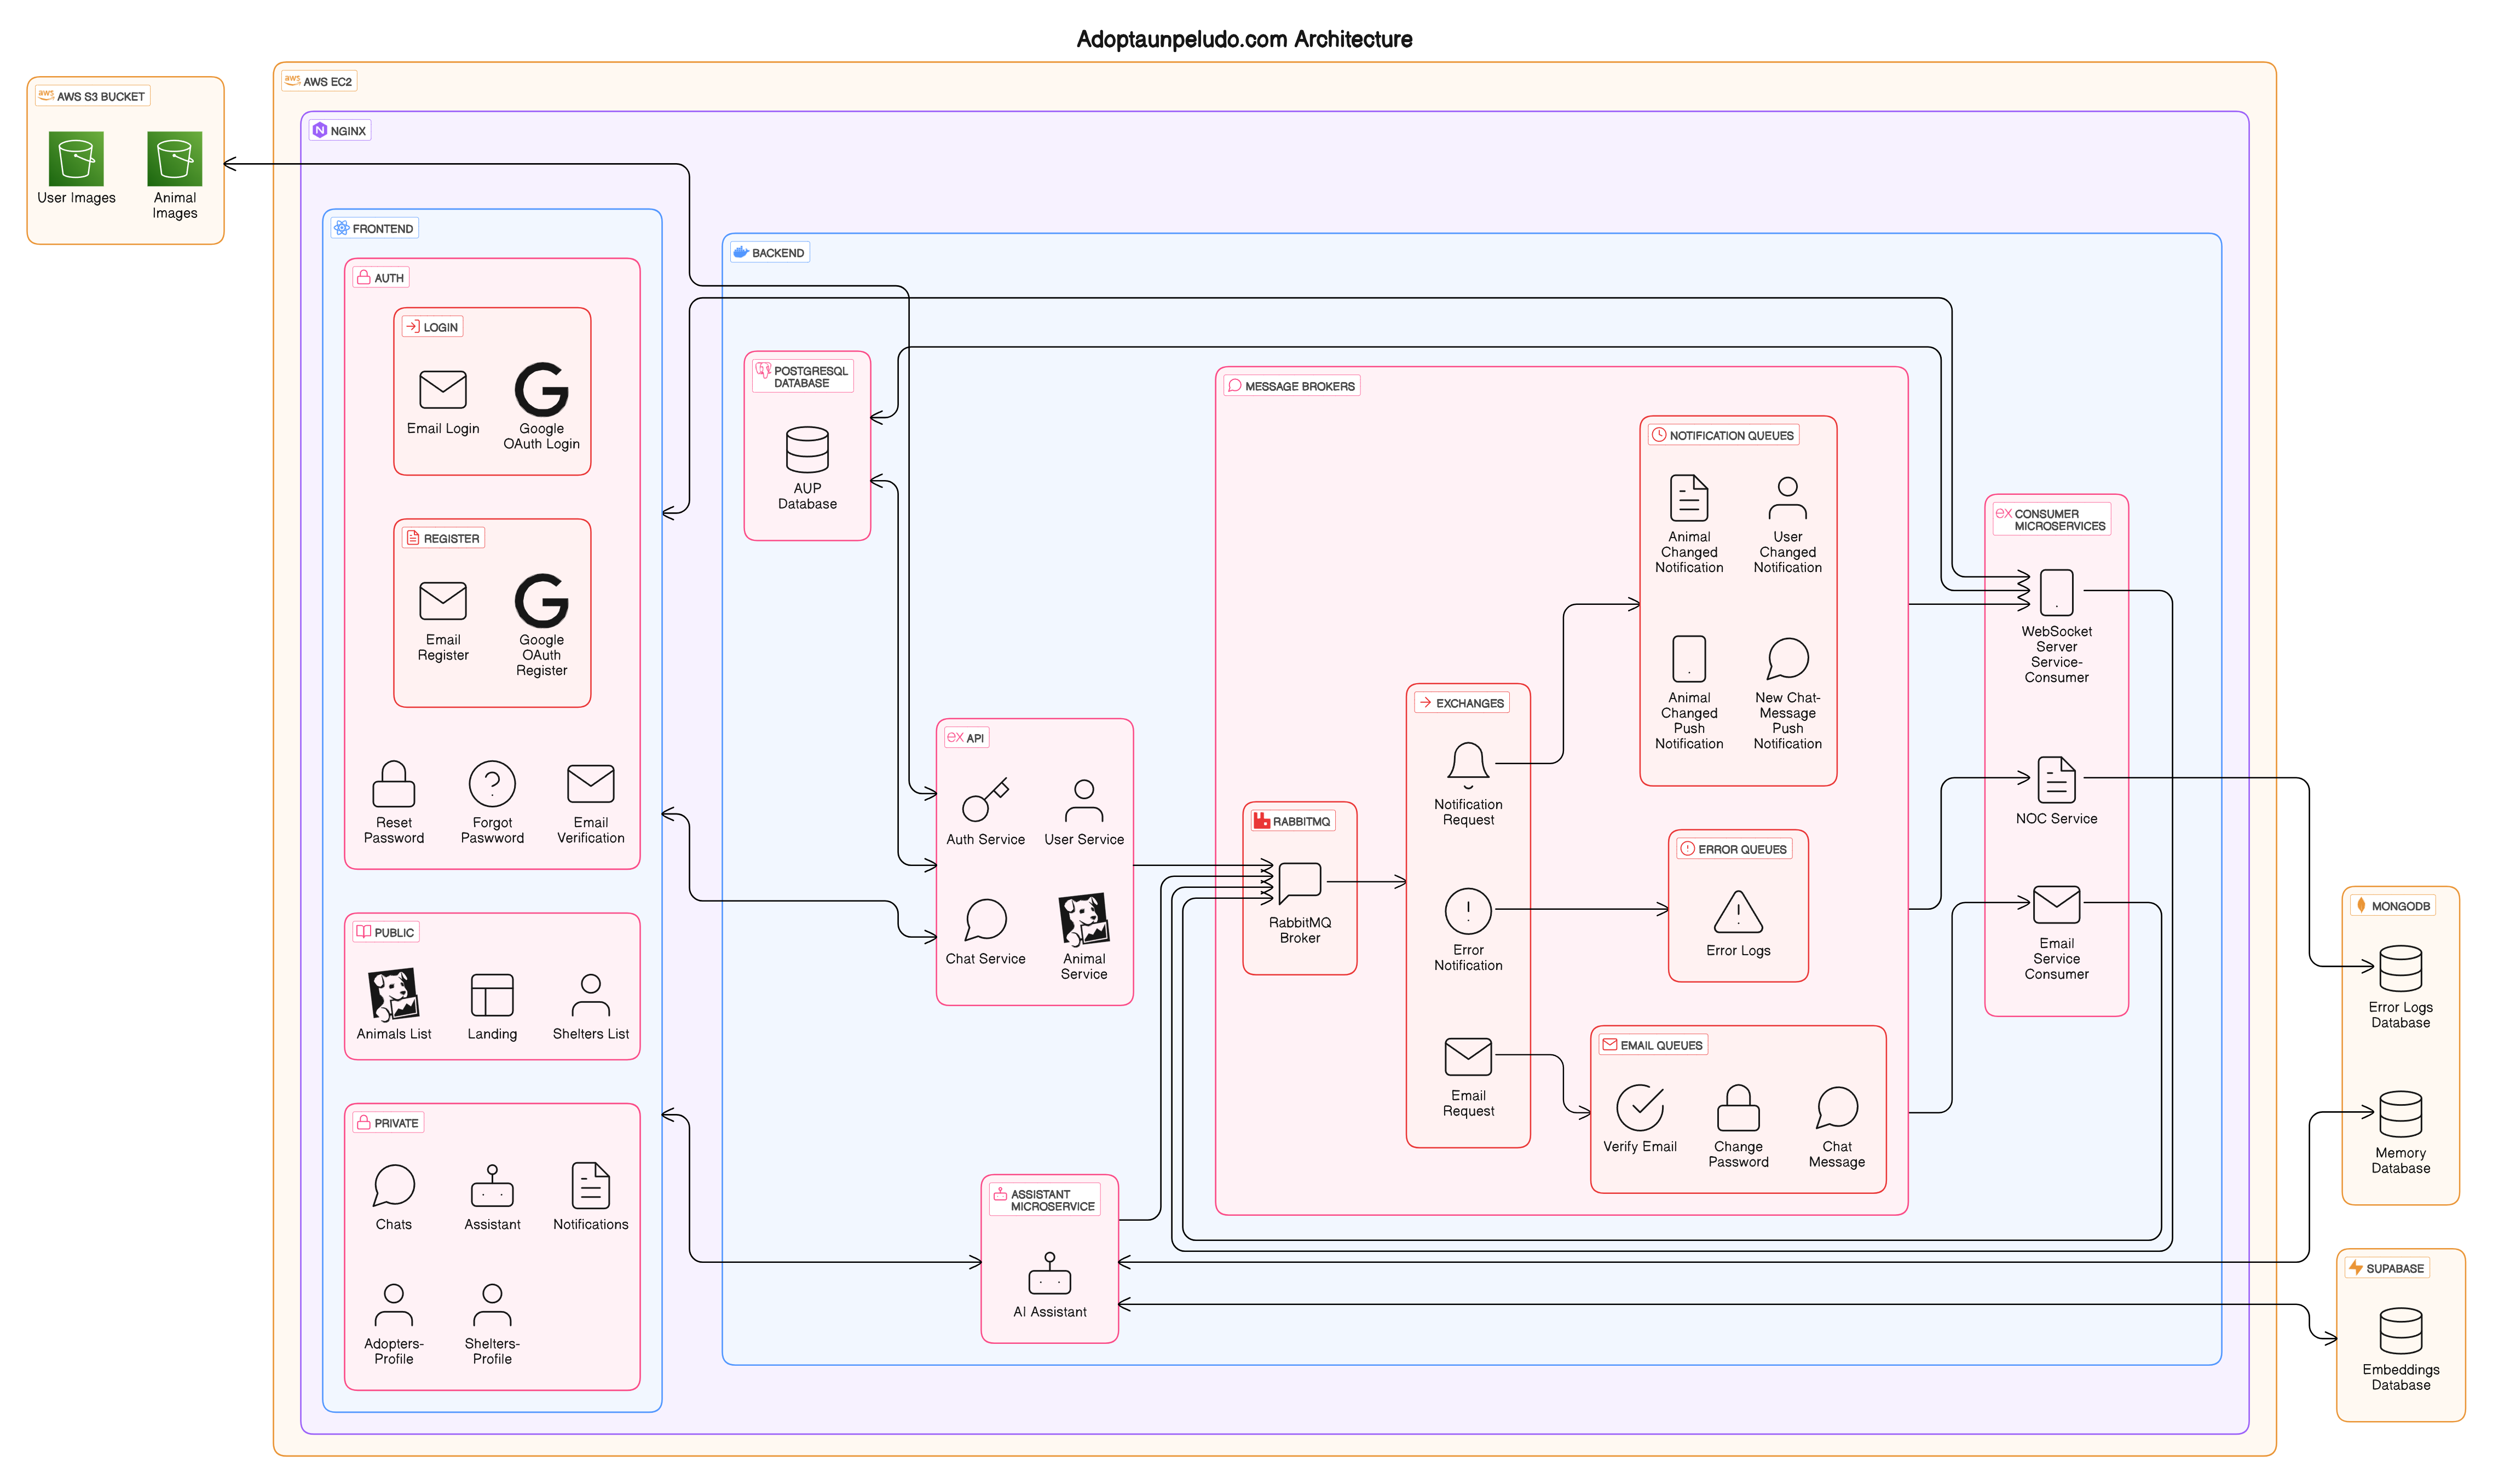 Adoptaunpeludo.com Architecture
AWS S3 BUCKET
User Images
Animal
Images
AWS EC2
NGINX
FRONTEND
AUTH
LOGIN
Email Login
Google
OAuth Login
REGISTER
Email
Register
Google
OAuth
Register
Reset
Password
Forgot
Paswword
Email
Verification
PUBLIC
Animals List
Landing
Shelters List
PRIVATE
Chats
Assistant
Notifications
Adopters-
Profile
Shelters-
Profile
BACKEND
POSTGRESQL
DATABASE
AUP
Database
ex API
Auth Service
User Service
Chat Service
Animal
Service
ASSISTANT
MICROSERVICE
AI Assistant
MESSAGE BROKERS
RABBITMQ
RabbitMQ
Broker
EXCHANGES
Notification
Request
Error
Notification
Email
Request
NOTIFICATION QUEUES
Animal
Changed
Notification
User
Changed
Notification
Animal
Changed
Push
Notification
New Chat-
Message
Push
Notification
ERROR QUEUES
Error Logs
EMAIL QUEUES
Verify Email
Change
Password
Chat
Message
ex CONSUMER
MICROSERVICES
WebSocket
Server
Service-
Consumer
NOC Service
Email
Service
Consumer
MONGODB
Error Logs
Database
Memory
Database
SUPABASE
Embeddings
Database